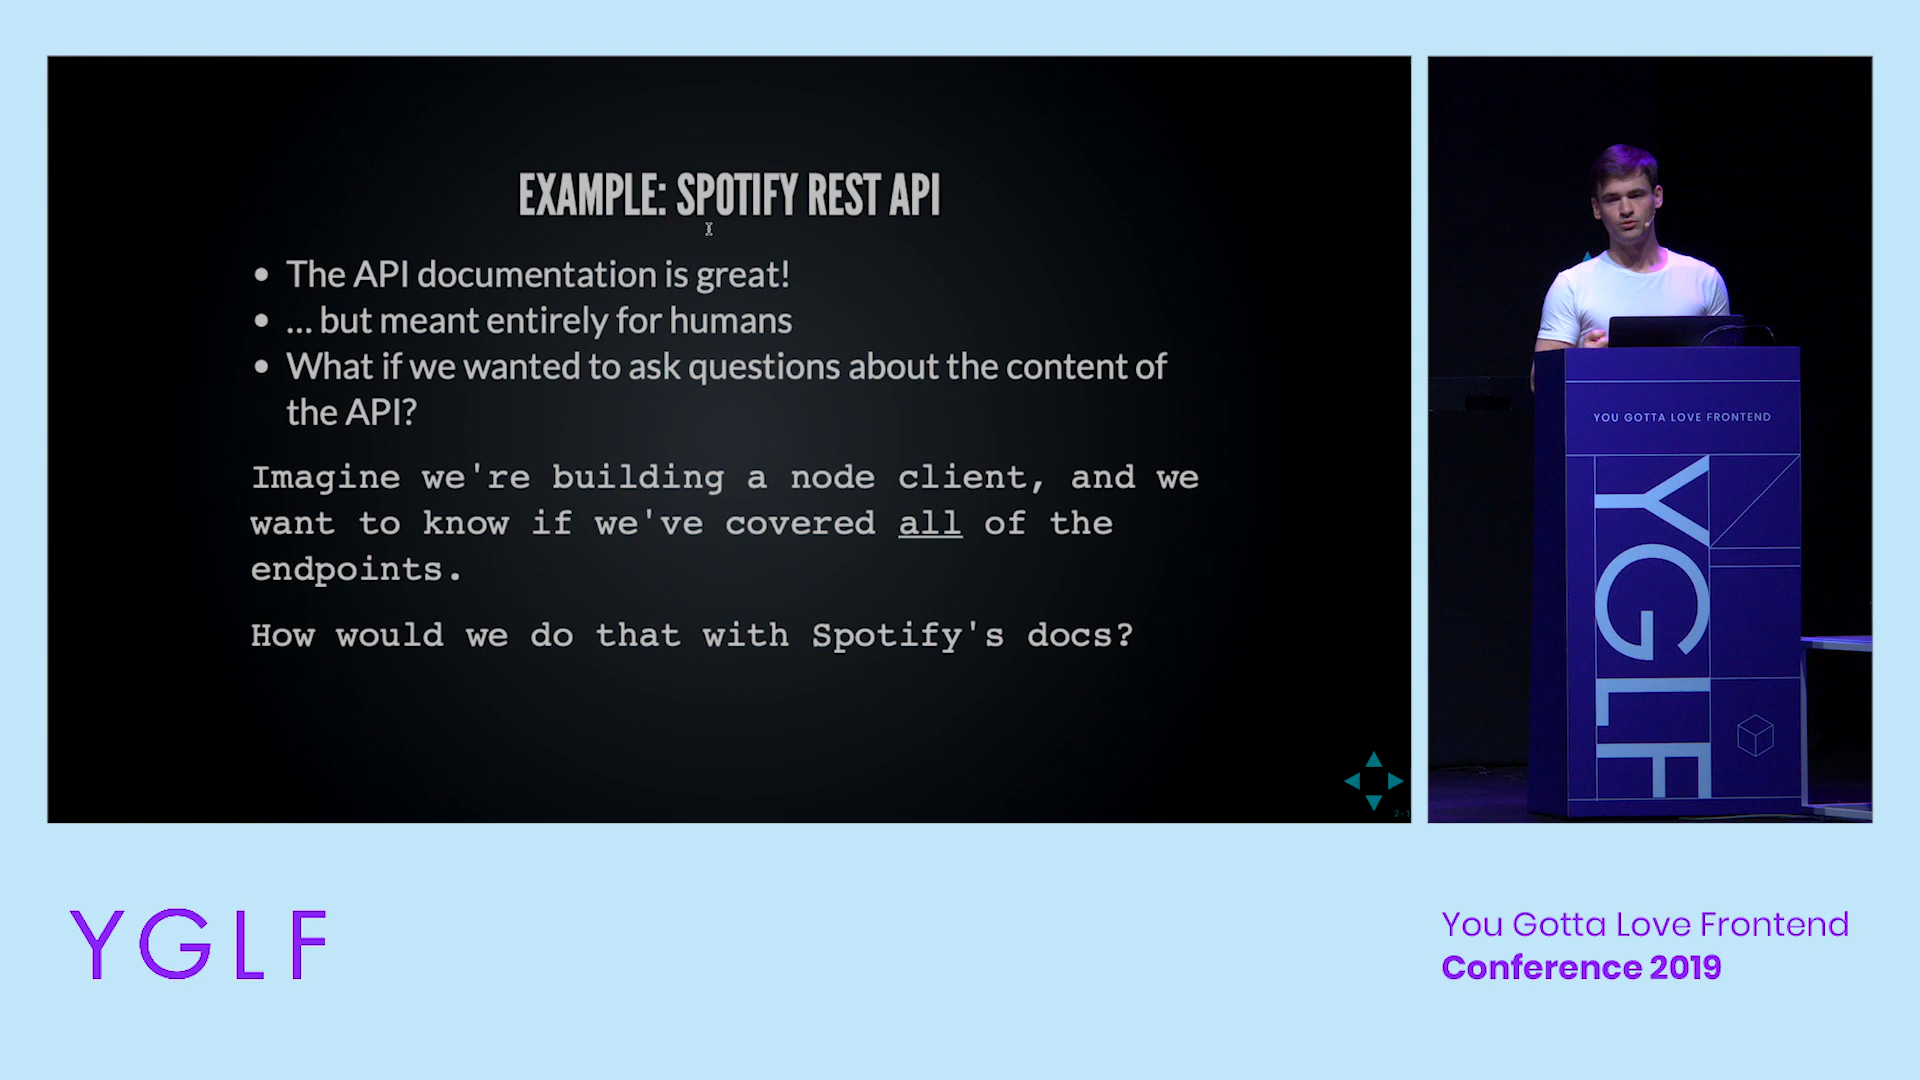 EXAMPLE: SPOTIFY REST API
• The API documentation is great!
• ... but meant entirely for humans
• What if we wanted to ask questions about the content of
the API?
Imagine we're building a node client, and we
want to know if we've covered all of the
endpoints.
How would we do that with Spotify's docs?
YOU GOTTA LOVE FRONTEND
YGLF
YGLF
You Gotta Love Frontend
Conference 2019